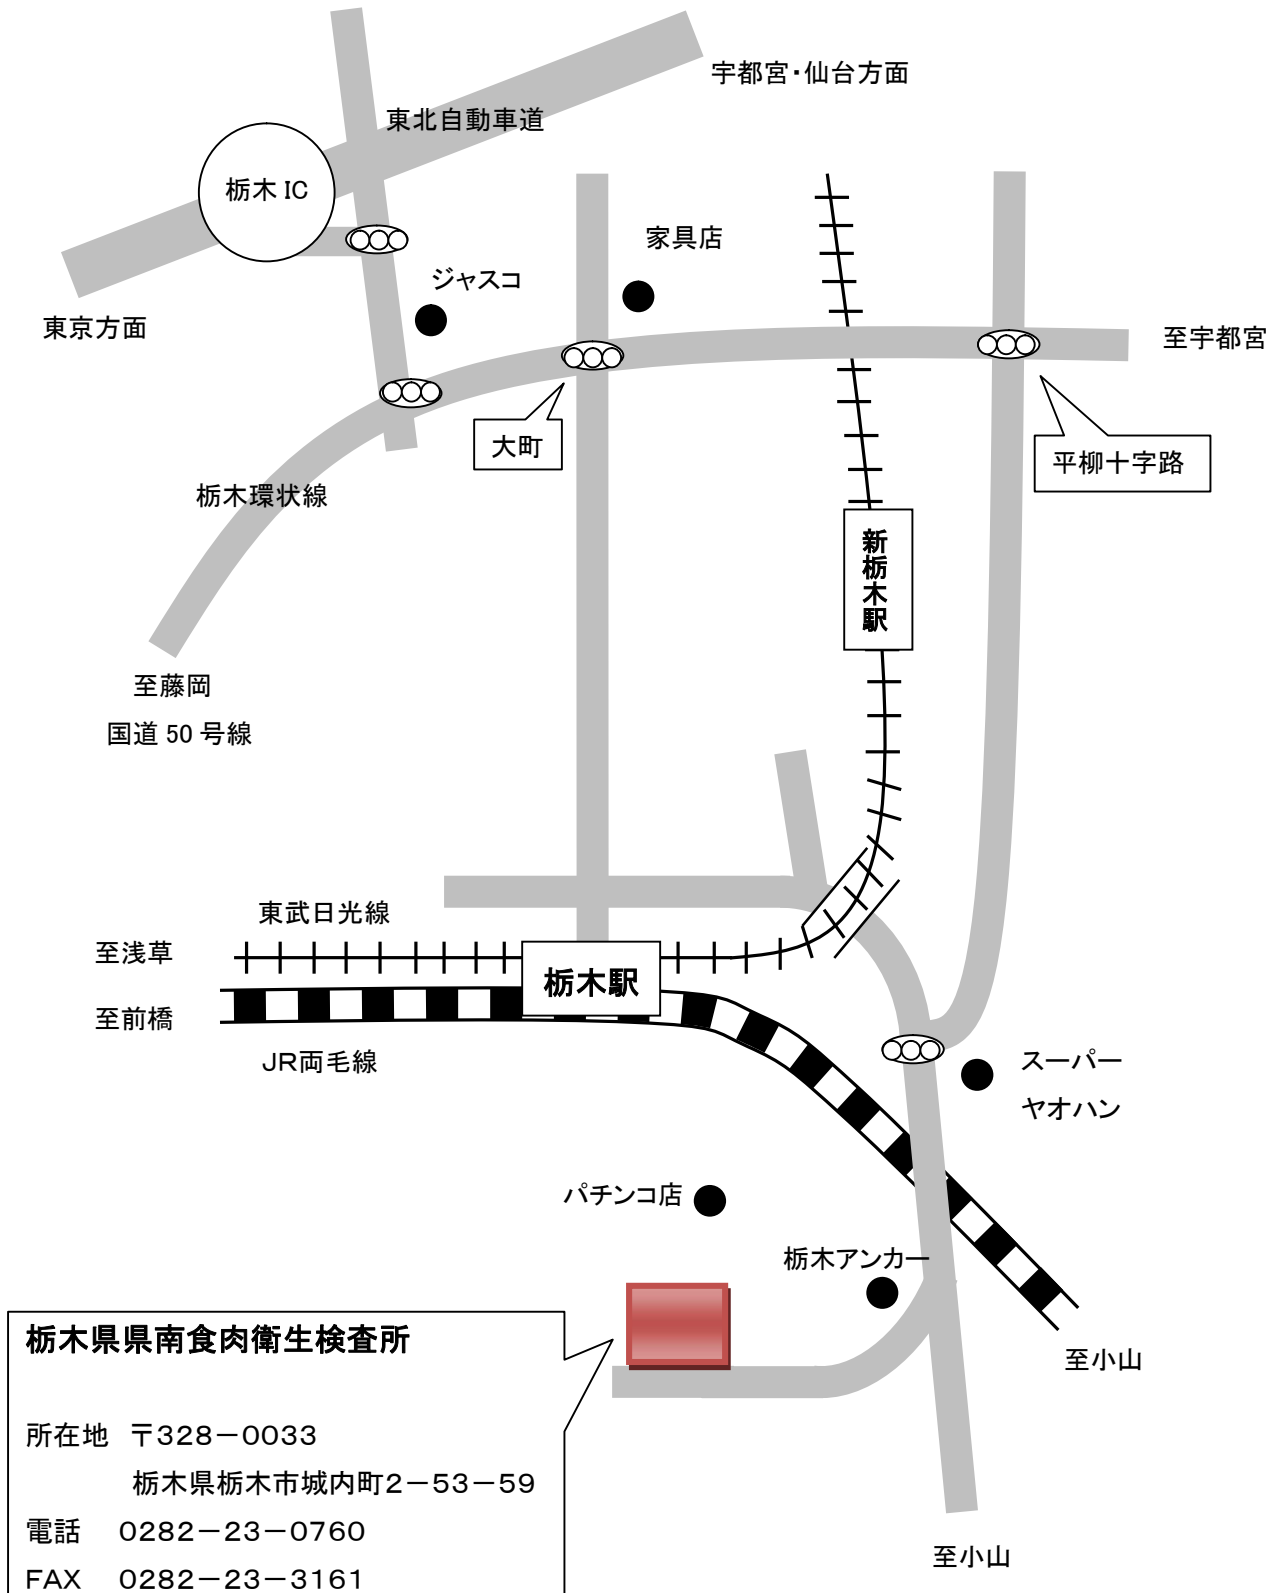 宇都宮・仙台方面
東北自動車道
栃木 IC
家具店
ジャスコ
東京方面
至宇都宮
大町
平柳十字路
栃木環状線
新栃木駅
至藤岡
国道 50 号線
東武日光線
至浅草
栃木駅
至前橋
JR両毛線
スーパー
ヤオハン
パチンコ店
栃木アンカー
栃木県県南食肉衛生検査所
至小山
所在地 〒328－0033
栃木県栃木市城内町2－53－59
電話 0282－23－0760
至小山
FAX 0282－23－3161